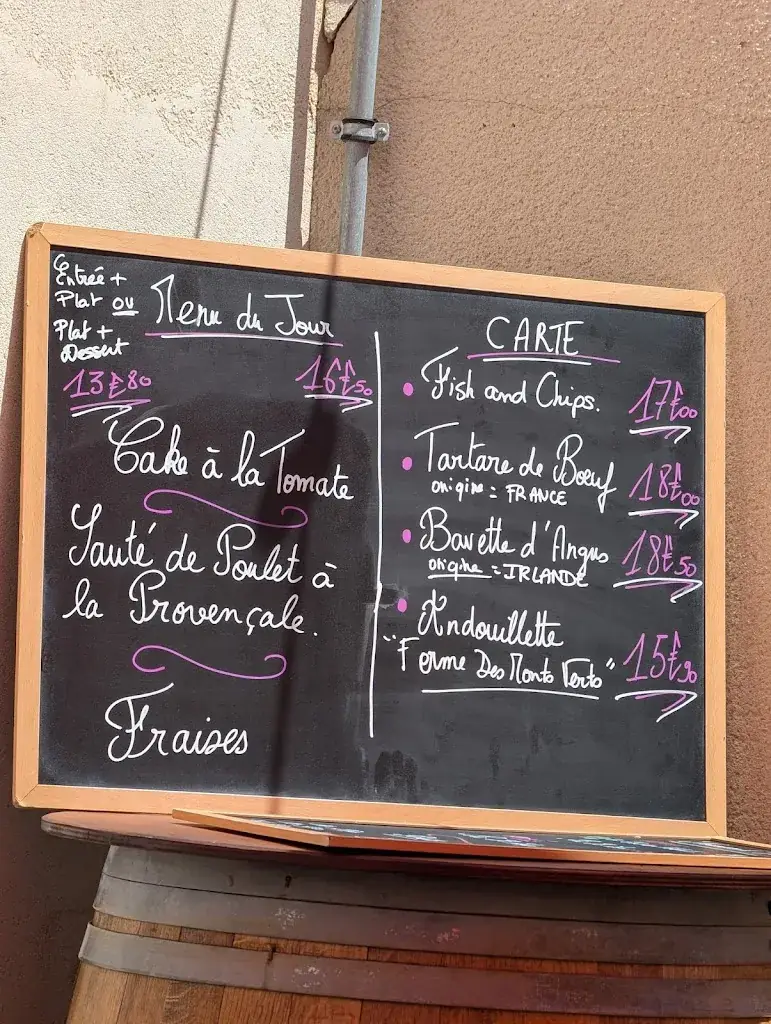 Entrée +
Plat ou
Plat +
Dessert
13€80
Menu du Jour
16€50
Cake à la Tomate
Sauté de Poulet à
la Provençale.
Fraises
CARTE
Fish and Chips.
17€00
Tartare de Boeuf
origine = FRANCE
18€00
Bavette d'Angus
origine = IRLANDE
18€50
Andouillette
"Ferme Des Monts Verts"
15€90